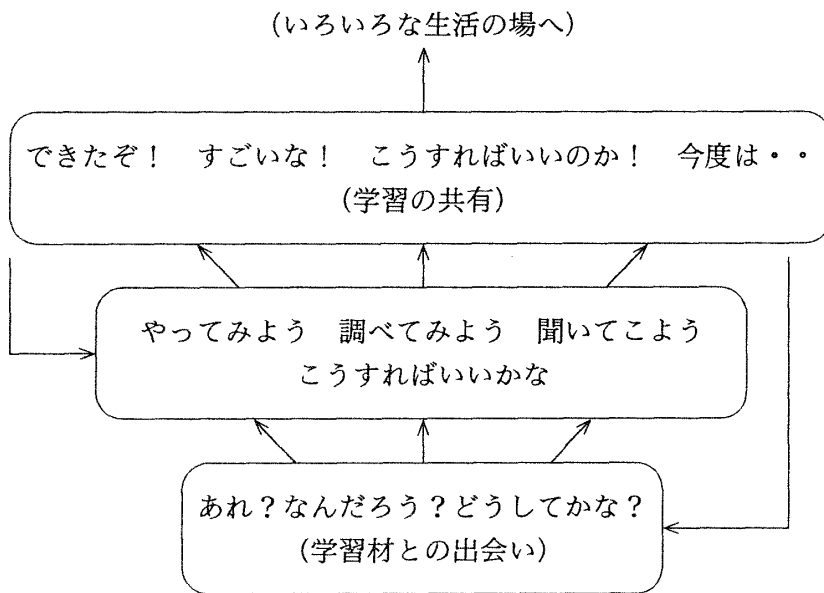 (いろいろな生活の場へ)
できたぞ!　すごいな!　こうすればいいのか!　今度は・・
(学習の共有)
やってみよう　調べてみよう　聞いてこよう
こうすればいいかな
あれ?なんだろう?どうしてかな?
(学習材との出会い)